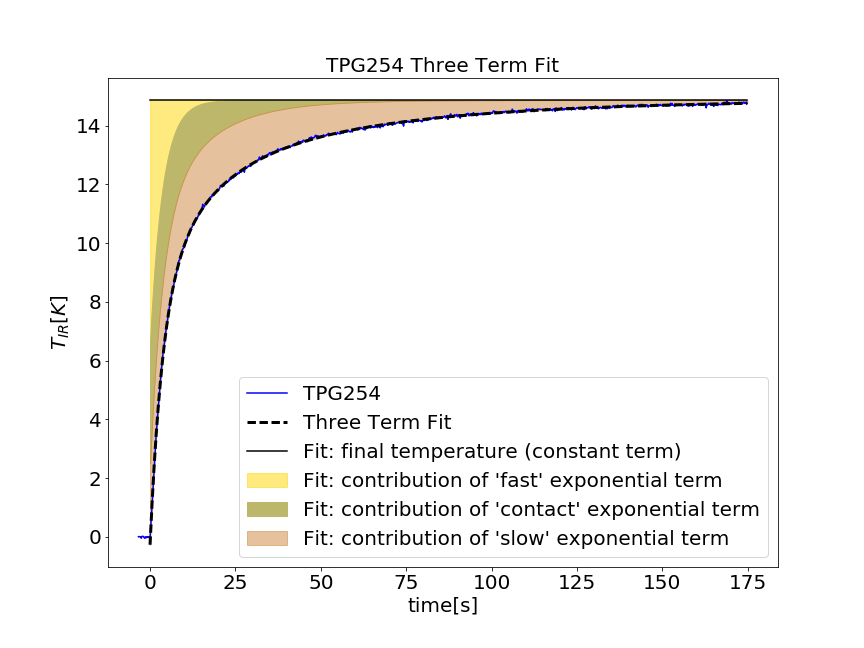 TPG254 Three Term Fit
T_{IR}[K]
14
12
10
8
6
4
2
0
TPG254
Three Term Fit
Fit: final temperature (constant term)
Fit: contribution of 'fast' exponential term
Fit: contribution of 'contact' exponential term
Fit: contribution of 'slow' exponential term
0 25 50 75 100 125 150 175
time[s]